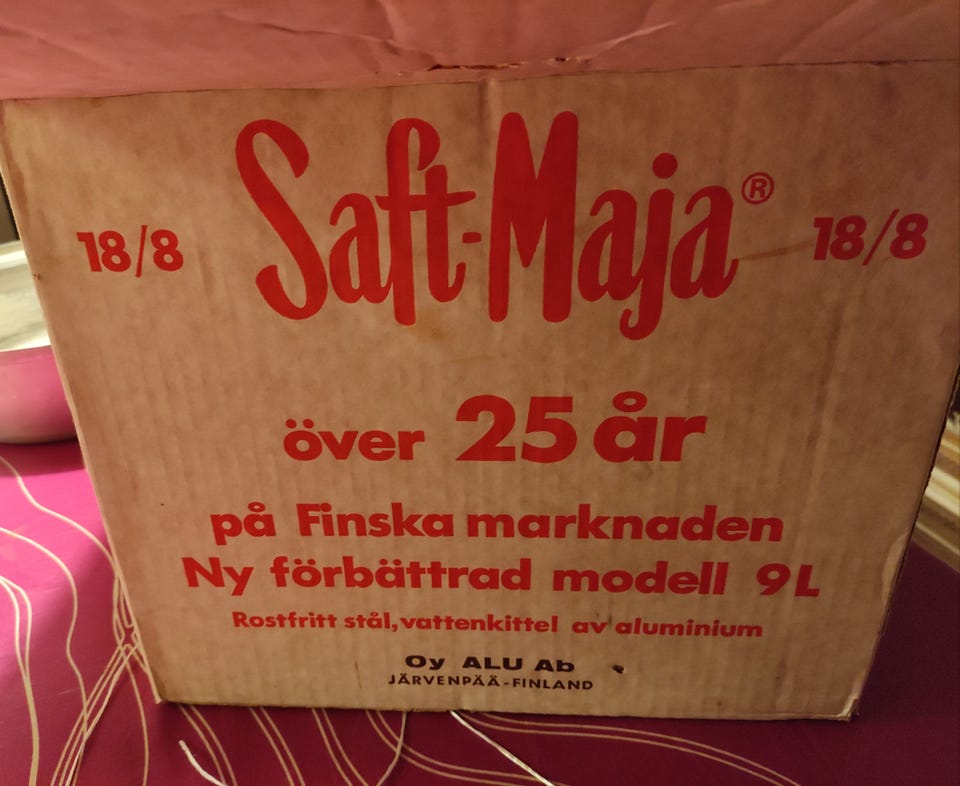 18/8 Saft-Maja® 18/8
över 25 år
på Finska marknaden
Ny förbättrad modell 9L
Rostfritt stål, vattenkittel av aluminium
Oy ALU Ab
JÄRVENPÄÄ-FINLAND